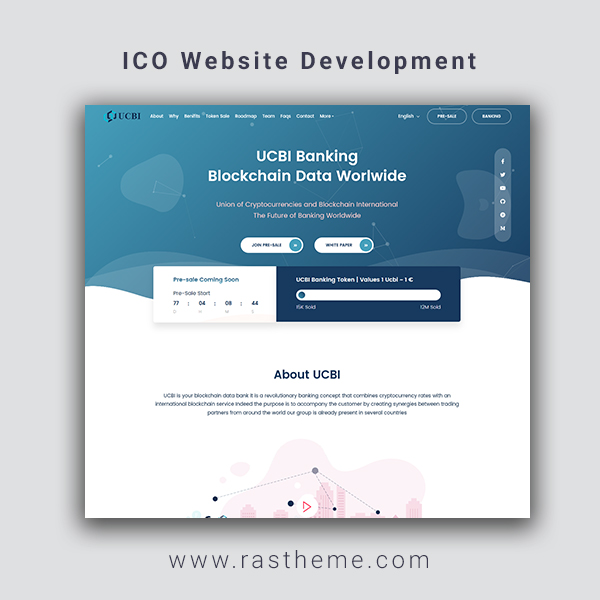 ICO Website Development
UCBI About Why Benifits Token Sale Roadmap Team Faqs Contact More English PRE-SALE BANKING
UCBI Banking
Blockchain Data Worlwide
Union of Cryptocurrencies and Blockchain International
The Future of Banking Worldwide
JOIN PRE-SALE WHITE PAPER
Pre-sale Coming Soon
Pre-Sale Start
77 : 04 : 08 : 44
D H M S
UCBI Banking Token | Values 1 Ucbi - 1 €
15K Sold 12M Sold
About UCBI
UCBI is your blockchain data bank it is a revolutionary banking concept that combines cryptocurrency rates with an
international blockchain service indeed the purpose is to accompany the customer by creating synergies between trading
partners from around the world our group is already present in several countries
www.rastheme.com